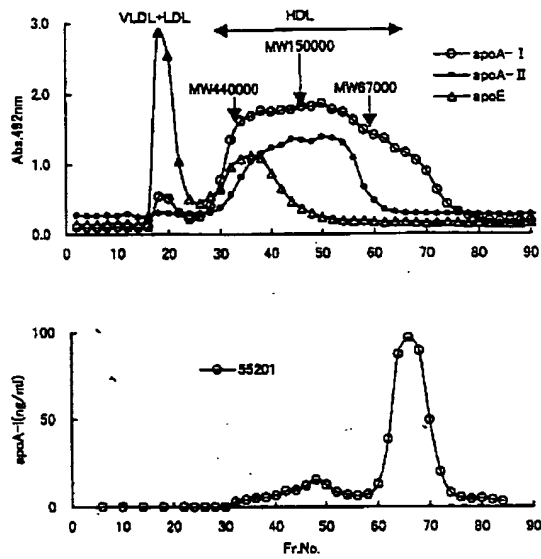 VLDL+LDL
HDL
MW150000
MW440000
MW67000
apoA-I
apoA-II
apoE
Abs.492nm
3.0
2.0
1.0
0.0
0 10 20 30 40 50 60 70 80 90
apoA-I(ng/ml)
100
50
0
55201
0 10 20 30 40 50 60 70 80 90
Fr.No.